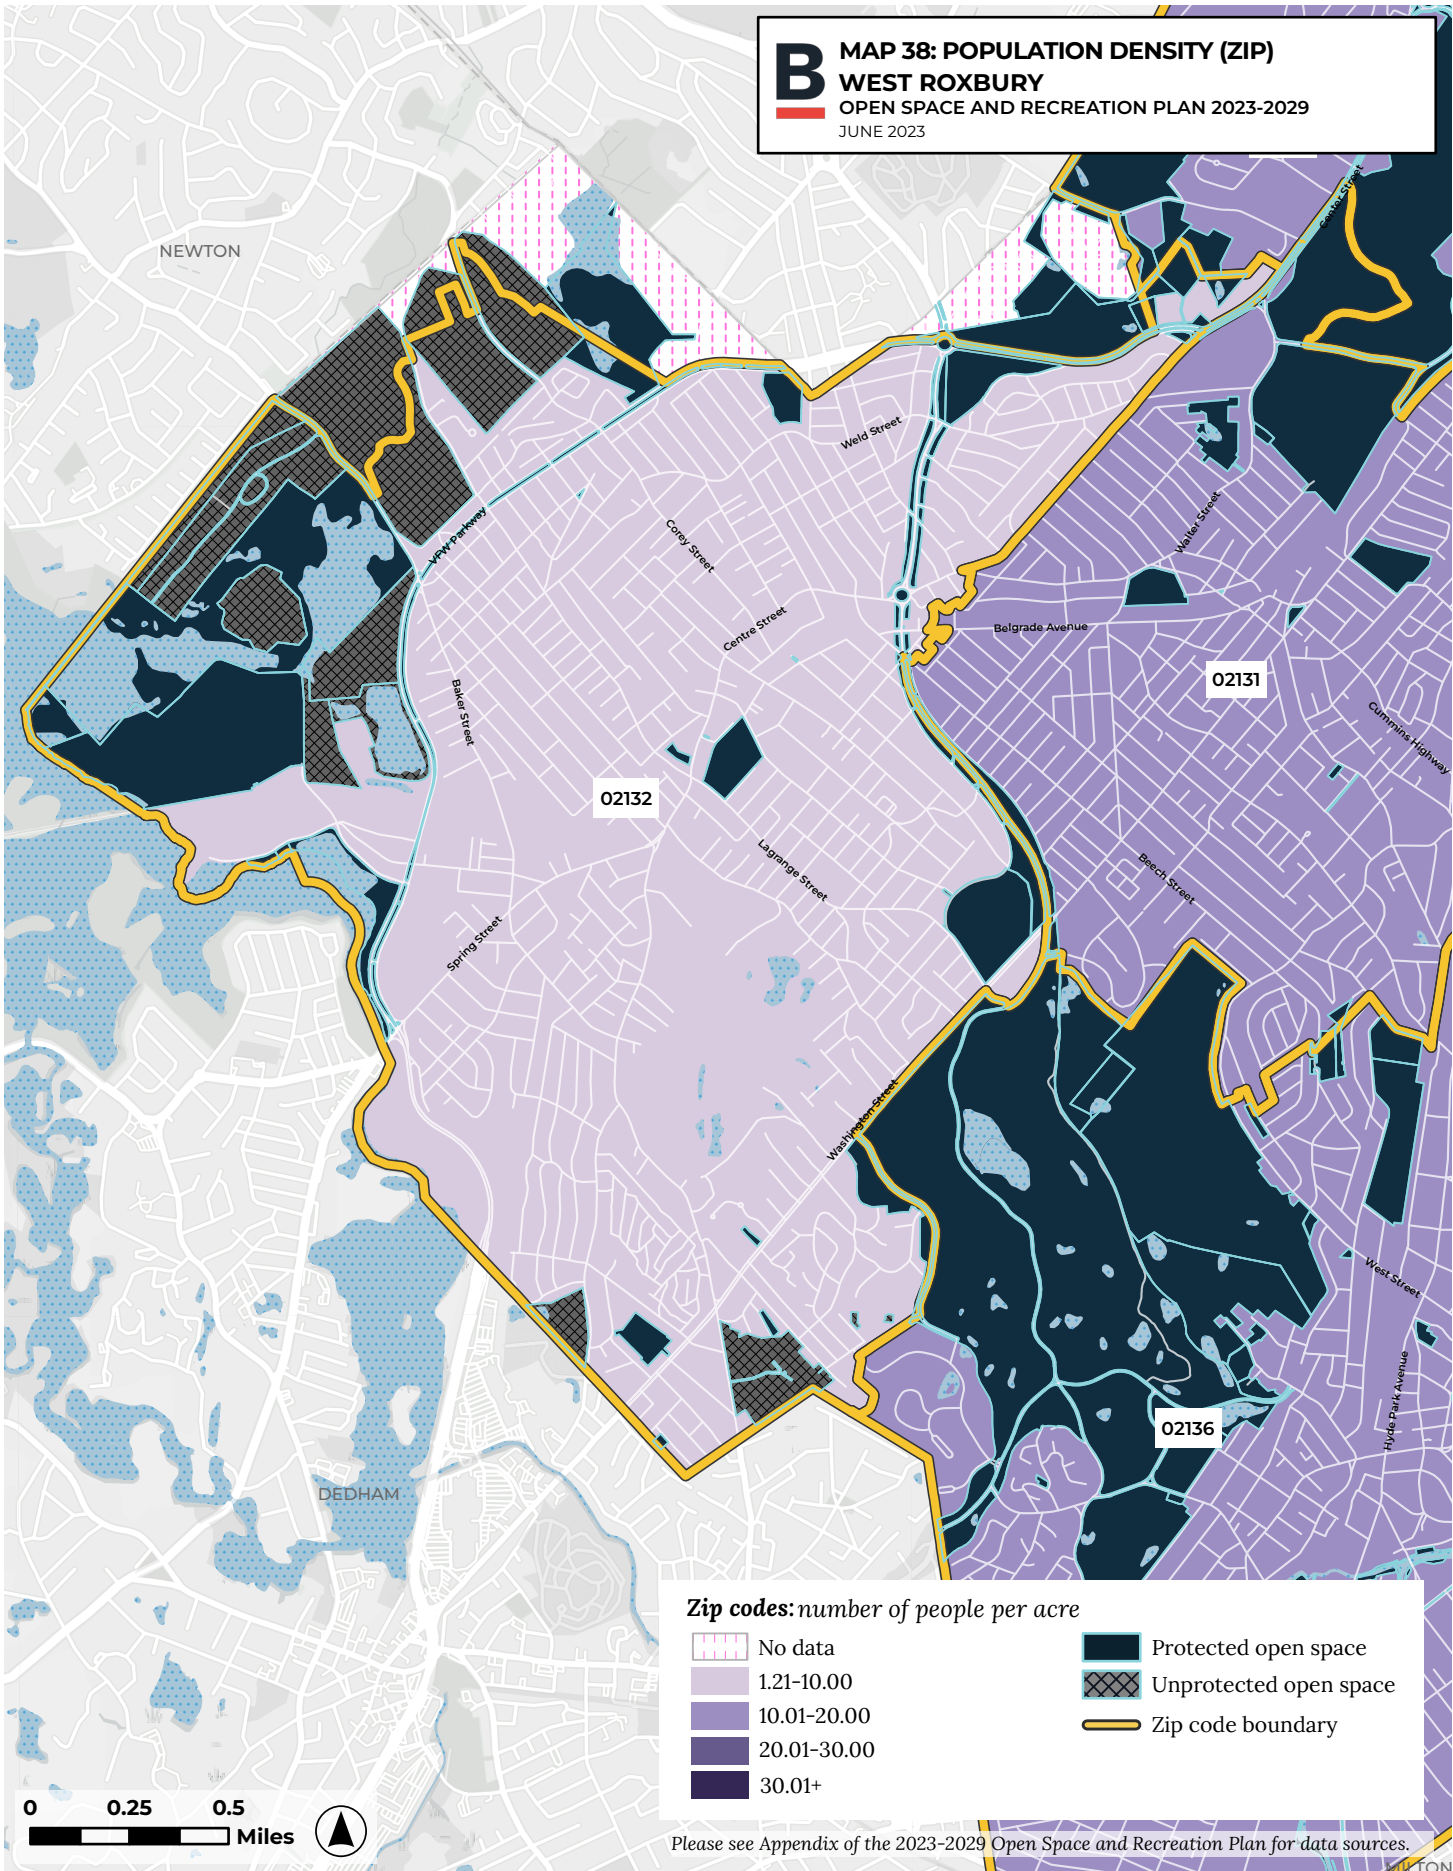 B
MAP 38: POPULATION DENSITY (ZIP)
WEST ROXBURY
OPEN SPACE AND RECREATION PLAN 2023-2029
JUNE 2023
Center Street
NEWTON
Weld Street
VFW Parkway
Corey Street
Walter Street
Centre Street
Belgrade Avenue
02131
Baker Street
Cummins Highway
02132
Lagrange Street
Beech Street
Spring Street
Washington Street
West Street
Hyde Park Avenue
02136
DEDHAM
Zip codes: number of people per acre
No data
1.21-10.00
10.01-20.00
20.01-30.00
30.01+
Protected open space
Unprotected open space
Zip code boundary
0 0.25 0.5
Miles
Please see Appendix of the 2023-2029 Open Space and Recreation Plan for data sources.